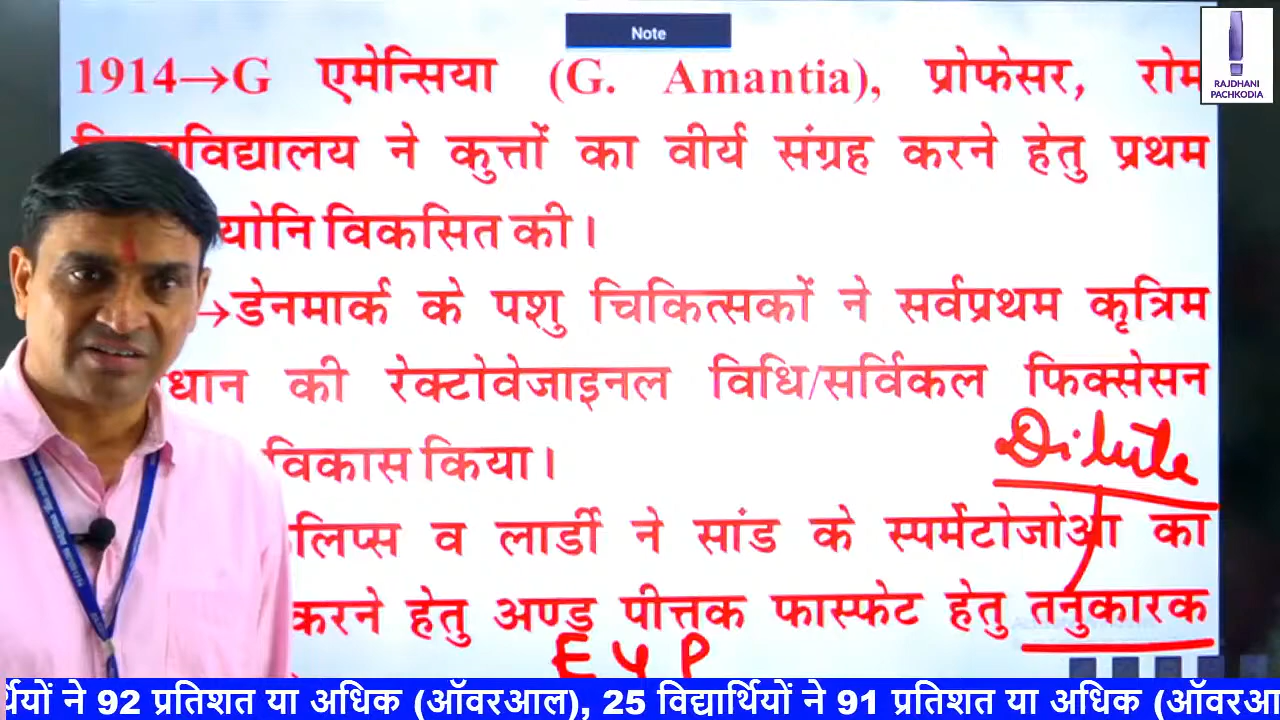 Note
RAJDHANI
PACHKODIA
1914→G एमेन्सिया (G. Amantia), प्रोफेसर, रोम
विद्यालय ने कुत्तों का वीर्य संग्रह करने हेतु प्रथम
योनि विकसित की।
→डेनमार्क के पशु चिकित्सकों ने सर्वप्रथम कृत्रिम
धान की रेक्टोवेजाइनल विधि/सर्विकल फिक्सेसन
विकास किया।
Dilute
लिप्स व लार्डी ने सांड के स्पर्मेटोजोआ का
करने हेतु अण्ड पीत्तक फास्फेट हेतु तनुकारक
EYP
र्थियों ने 92 प्रतिशत या अधिक (ऑवरआल), 25 विद्यार्थियों ने 91 प्रतिशत या अधिक (ऑवरआ